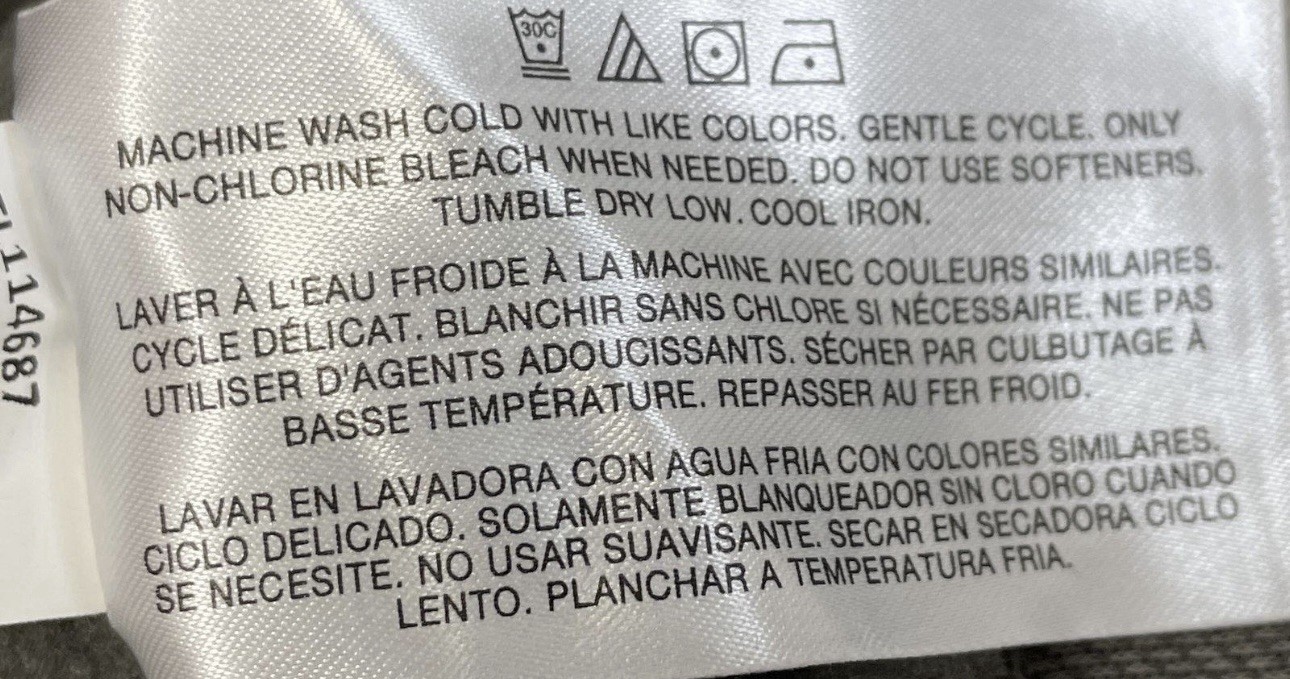 30C
MACHINE WASH COLD WITH LIKE COLORS. GENTLE CYCLE. ONLY
NON-CHLORINE BLEACH WHEN NEEDED. DO NOT USE SOFTENERS.
TUMBLE DRY LOW. COOL IRON.
LAVER À L'EAU FROIDE À LA MACHINE AVEC COULEURS SIMILAIRES.
CYCLE DÉLICAT. BLANCHIR SANS CHLORE SI NÉCESSAIRE. NE PAS
UTILISER D'AGENTS ADOUCISSANTS. SÉCHER PAR CULBUTAGE À
BASSE TEMPÉRATURE. REPASSER AU FER FROID.
LAVAR EN LAVADORA CON AGUA FRIA CON COLORES SIMILARES.
CICLO DELICADO. SOLAMENTE BLANQUEADOR SIN CLORO CUANDO
SE NECESITE. NO USAR SUAVISANTE. SECAR EN SECADORA CICLO
LENTO. PLANCHAR A TEMPERATURA FRIA.
114687